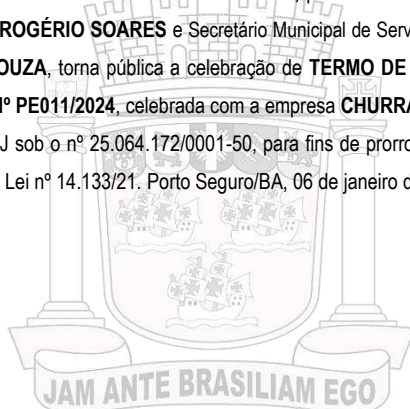 ROGÉRIO SOARES e Secretário Municipal de Serv
OUZA, torna pública a celebração de TERMO DE
Nº PE011/2024, celebrada com a empresa CHURRA
J sob o nº 25.064.172/0001-50, para fins de prorro
Lei nº 14.133/21. Porto Seguro/BA, 06 de janeiro d
JAM ANTE BRASILIAM EGO